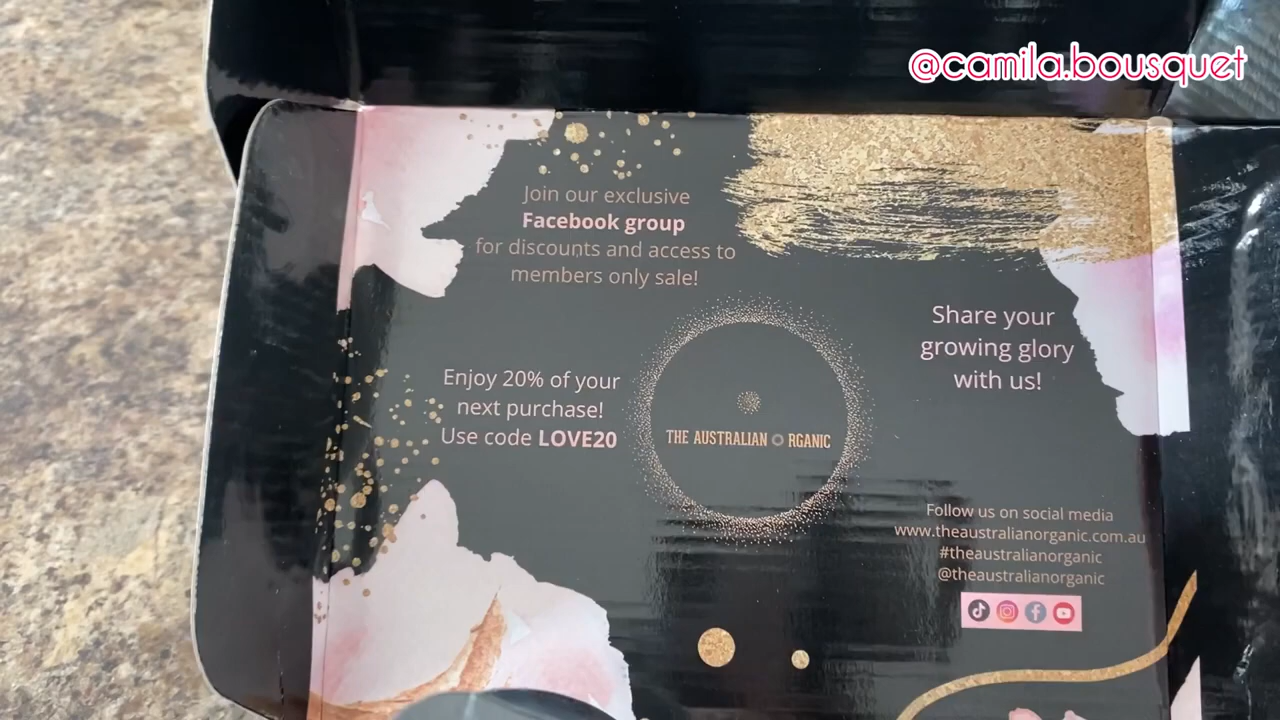 @camila.bousquet
Join our exclusive
Facebook group
for discounts and access to
members only sale!
Share your
growing glory
with us!
Enjoy 20% of your
next purchase!
Use code LOVE20
THE AUSTRALIAN ORGANIC
Follow us on social media
www.theaustralianorganic.com.au
#theaustralianorganic
@theaustralianorganic